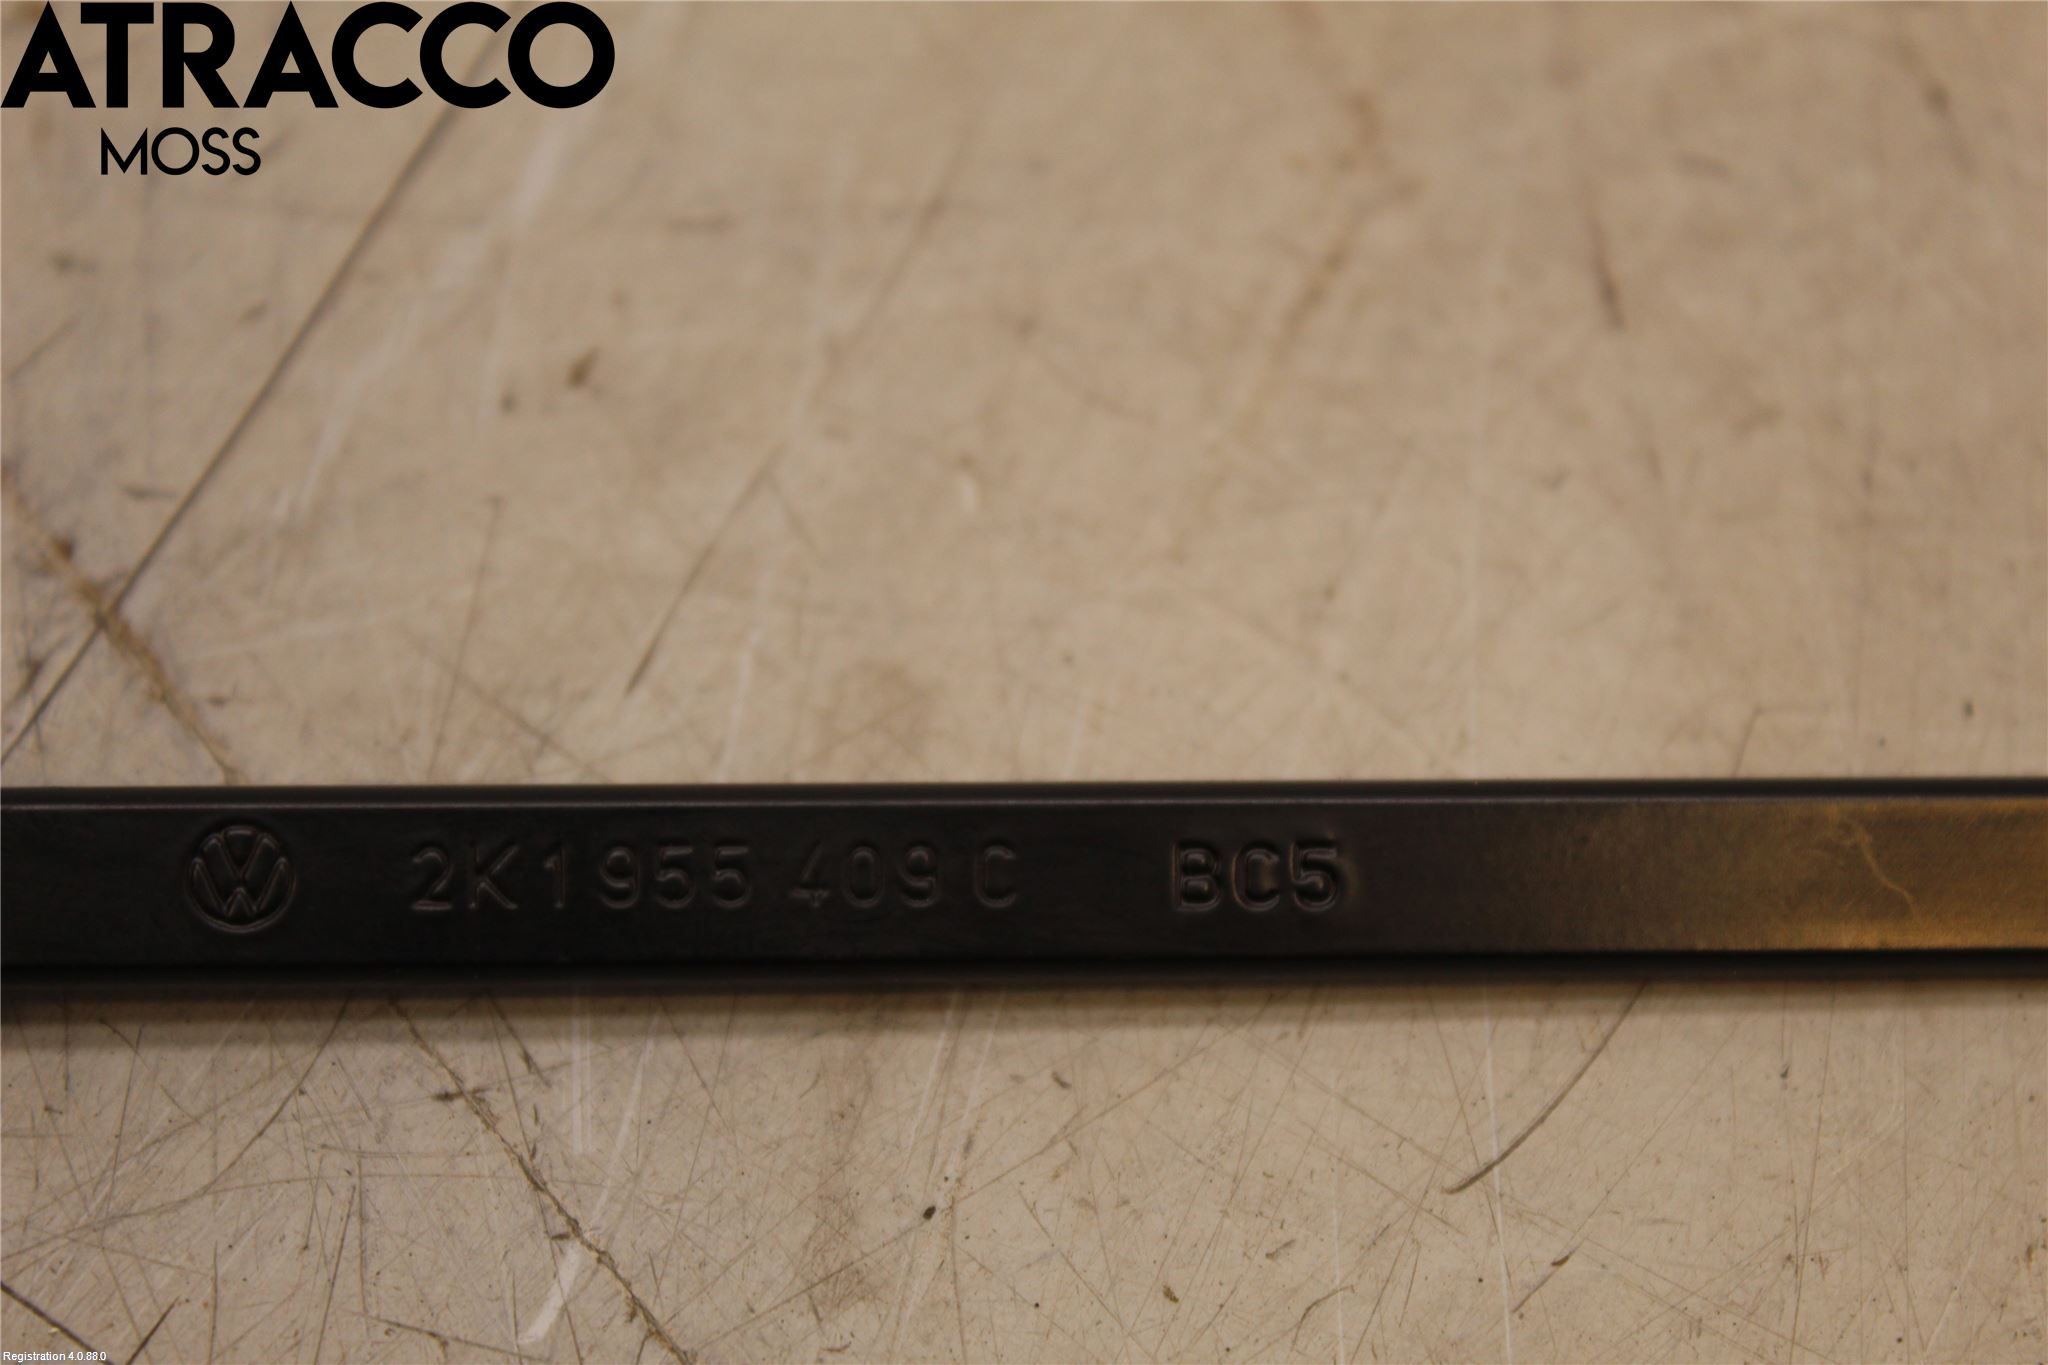 ATRACCO
MOSS
2K1 955 409 C BC5
Registration 4.0.88.0